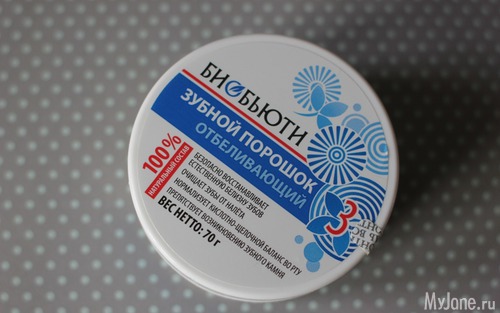 БИОБЬЮТИ
ЗУБНОЙ ПОРОШОК
ОТБЕЛИВАЮЩИЙ
100%
НАТУРАЛЬНЫЙ СОСТАВ
БЕЗОПАСНО ВОССТАНАВЛИВАЕТ
ЕСТЕСТВЕННУЮ БЕЛИЗНУ ЗУБОВ
ОЧИЩАЕТ ЗУБЫ ОТ НАЛЕТА
НОРМАЛИЗУЕТ КИСЛОТНО-ЩЕЛОЧНОЙ БАЛАНС ВО РТУ
ПРЕПЯТСТВУЕТ ВОЗНИКНОВЕНИЮ ЗУБНОГО КАМНЯ
ВЕС НЕТТО: 70 г
3
MyJane.ru